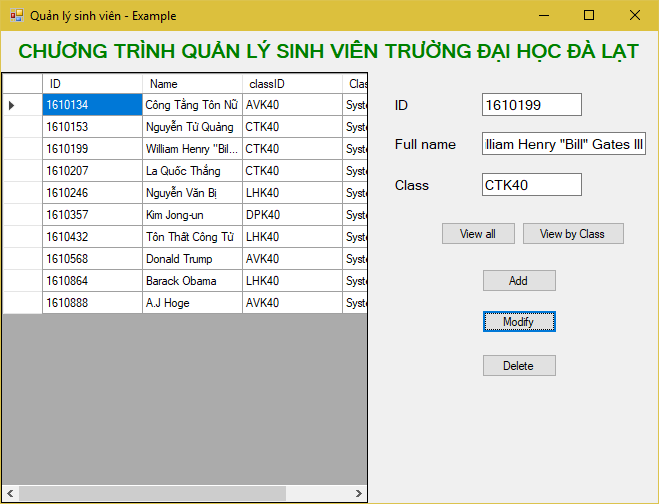 Quản lý sinh viên - Example
CHƯƠNG TRÌNH QUẢN LÝ SINH VIÊN TRƯỜNG ĐẠI HỌC ĐÀ LẠT
ID Name classID Clas
1610134 Công Tằng Tôn Nữ AVK40 Syste
1610153 Nguyễn Tử Quảng CTK40 Syste
1610199 William Henry "Bil... CTK40 Syste
1610207 La Quốc Thắng CTK40 Syste
1610246 Nguyễn Văn Bị LHK40 Syste
1610357 Kim Jong-un DPK40 Syste
1610432 Tôn Thất Công Tử LHK40 Syste
1610568 Donald Trump AVK40 Syste
1610864 Barack Obama LHK40 Syste
1610888 A.J Hoge AVK40 Syste
ID 1610199
Full name illiam Henry "Bill" Gates III
Class CTK40
View all View by Class
Add
Modify
Delete